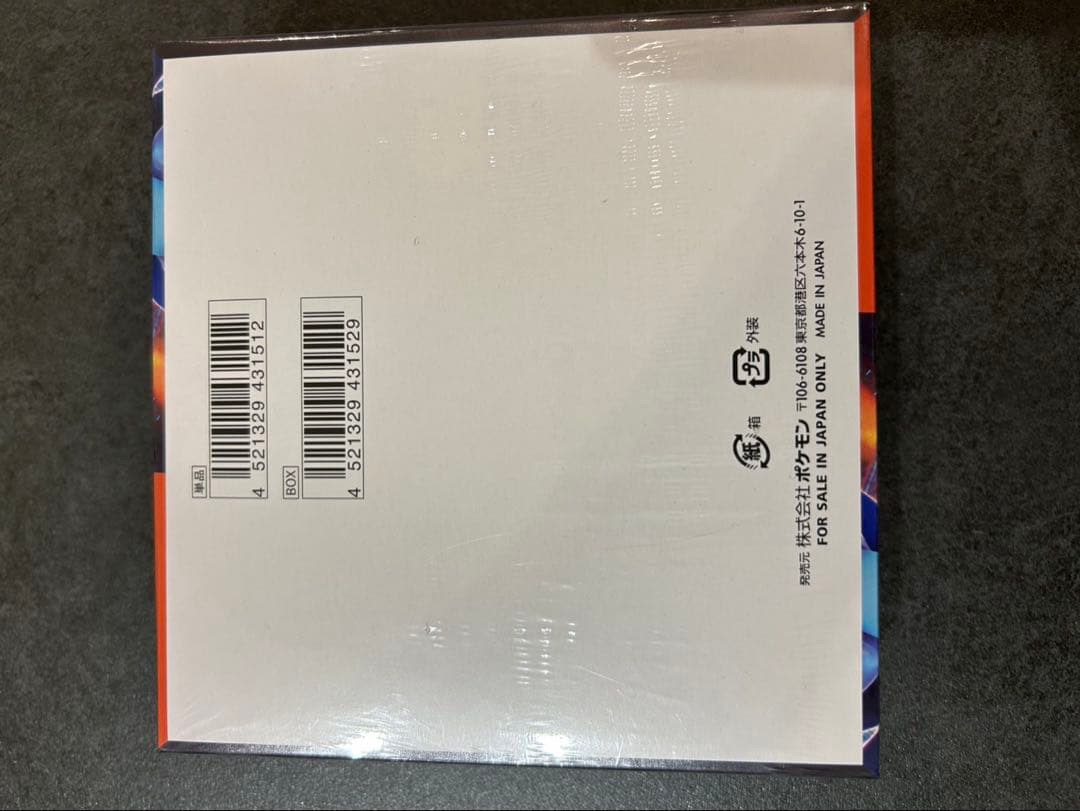 単品
4 521329 431512
BOX
4 521329 431529
紙 箱
プラ 外装
発売元 株式会社ポケモン 〒106-6108 東京都港区六本木6-10-1
FOR SALE IN JAPAN ONLY MADE IN JAPAN